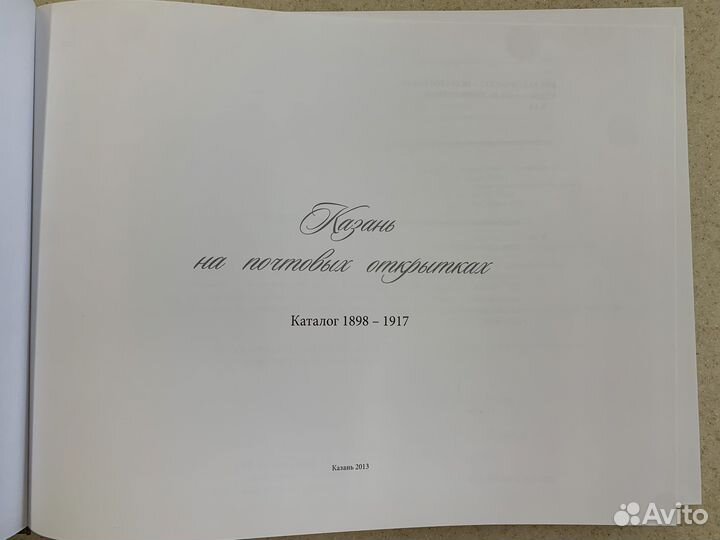 Казань
на почтовых открытках
Каталог 1898 – 1917
Казань 2013
Avito